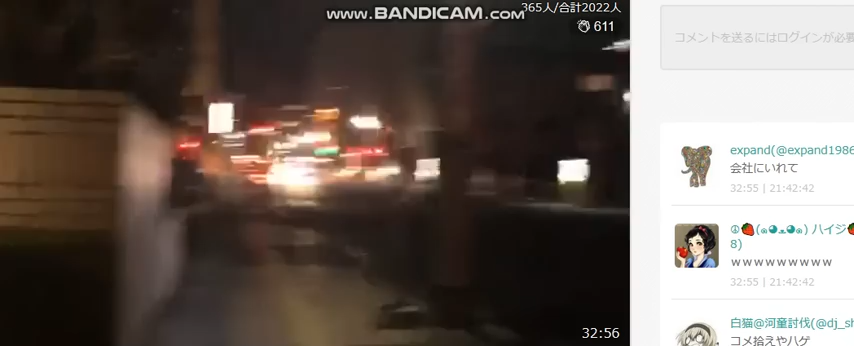 365人/合計2022人
www.BANDICAM.com
611
コメントを送るにはログインが必要
expand(@expand1986
会社にいれて
32:55 | 21:42:42
ハイジ
8)
wwwwwwwww
32:55 | 21:42:42
白猫@河童討伐(@dj_sh
コメ拾えやハゲ
32:56